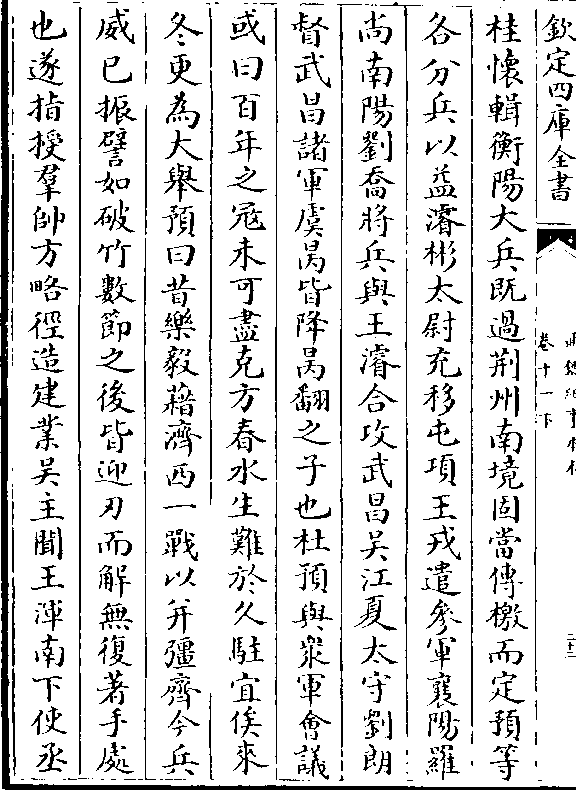 欽定四庫全書
卷十一下
桂懷輯衡陽大兵既過荆州南境固當傳檄而定預等
各分兵以益濬彬太尉充移屯項王戎遣參軍襄陽羅
尚南陽劉喬將兵與王濬合攻武昌吳江夏太守劉朗
督武昌諸軍虞昺皆降昺翻之子也杜預與衆軍會議
或曰百年之冦未可盡克方春水生難於久駐宜俟來
冬更為大舉預曰昔樂毅藉濟西一戰以并彊齊今兵
威已振譬如破竹數節之後皆迎刃而解無復著手處
也遂指授羣帥方略徑造建業吳主聞王渾南下使丞